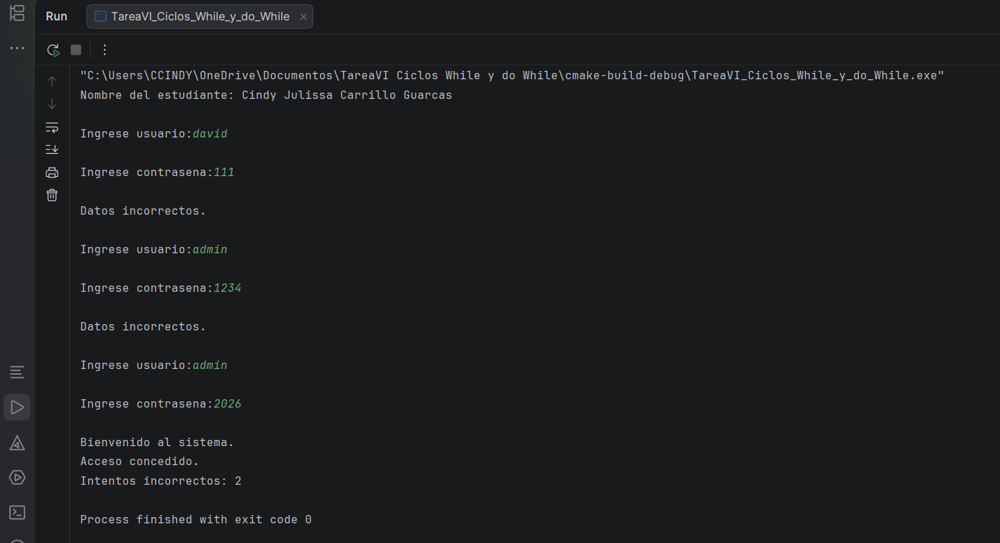 Run TareaVI_Ciclos_While_y_do_While
"C:\Users\CCINDY\OneDrive\Documentos\TareaVI Ciclos While y do While\cmake-build-debug\TareaVI_Ciclos_While_y_do_While.exe"
Nombre del estudiante: Cindy Julissa Carrillo Guarcas
Ingrese usuario:david
Ingrese contrasena:111
Datos incorrectos.
Ingrese usuario:admin
Ingrese contrasena:1234
Datos incorrectos.
Ingrese usuario:admin
Ingrese contrasena:2026
Bienvenido al sistema.
Acceso concedido.
Intentos incorrectos: 2
Process finished with exit code 0